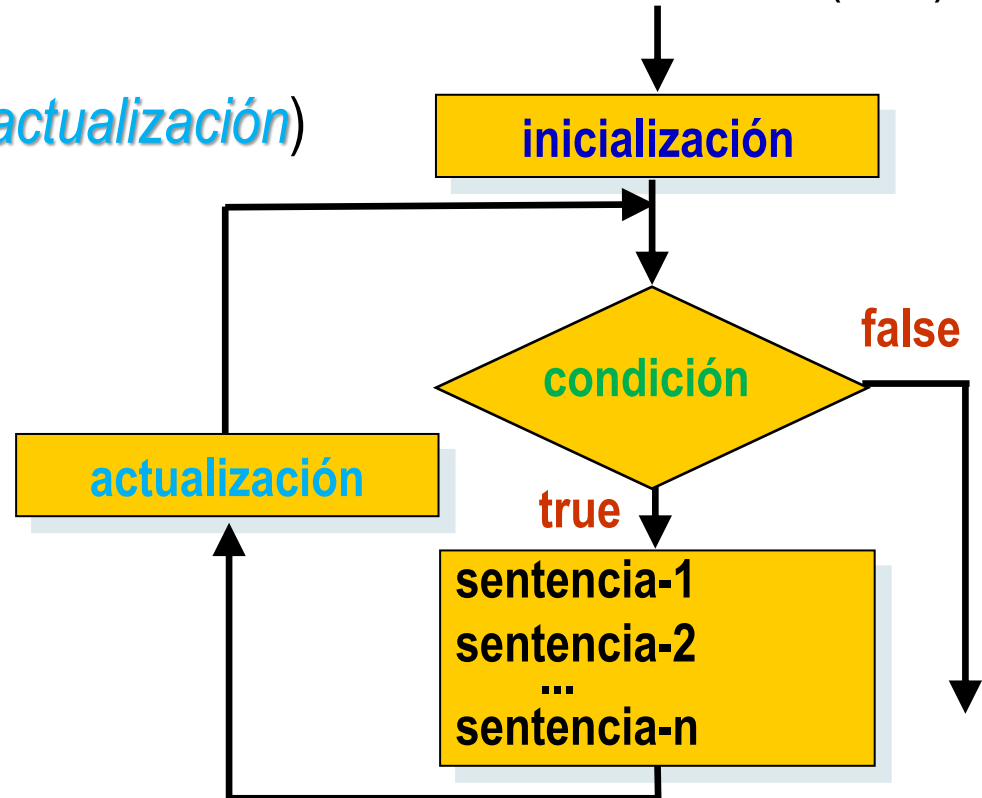 actualización)
inicialización
false
condición
actualización
true
sentencia-1
sentencia-2
...
sentencia-n